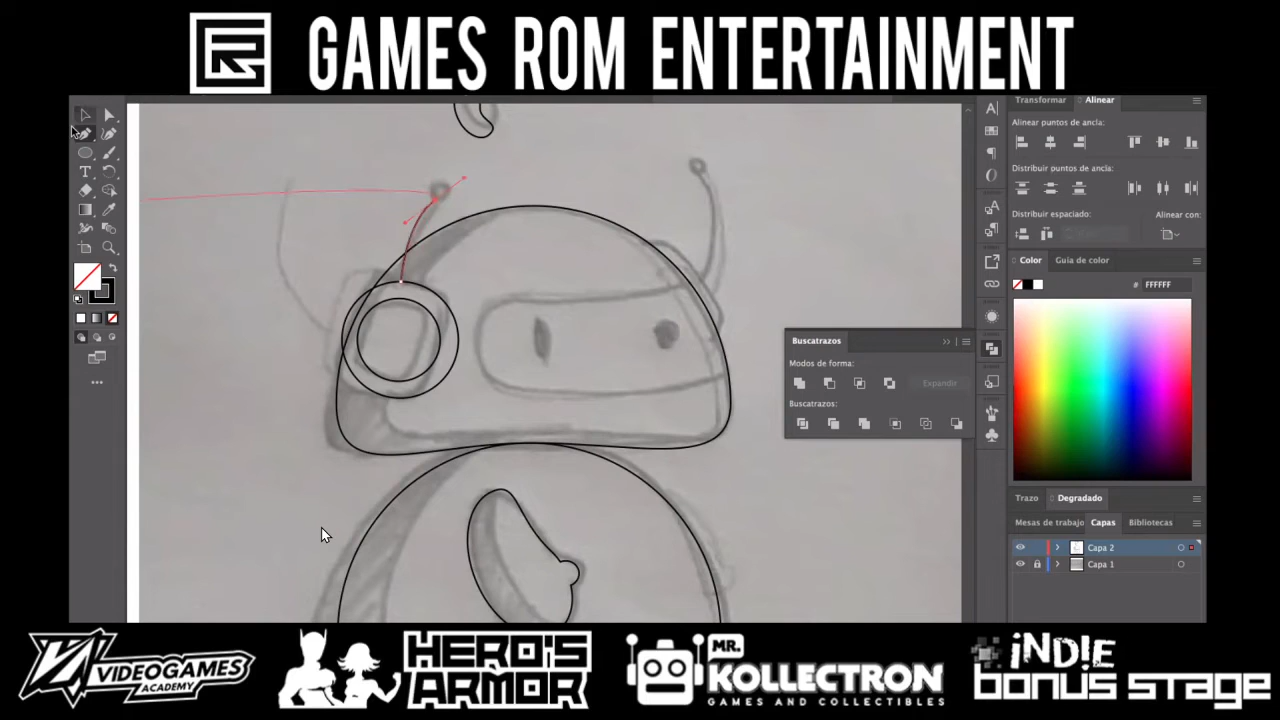 GAMES ROM ENTERTAINMENT
Transformar
Alinear
Alinear puntos de ancla:
Distribuir puntos de ancla:
Distribuir espaciado:
Alinear con:
Color
Guía de color
# FFFFFF
Buscatrazos
Modos de forma:
Expandir
Buscatrazos:
Trazo
Degradado
Mesas de trabajo
Capas
Bibliotecas
Capa 2
Capa 1
VIDEOGAMES
ACADEMY
HERO'S
ARMOR
MR.
KOLLECTRON
GAMES AND COLLECTIBLES
INDIE
bonus stage